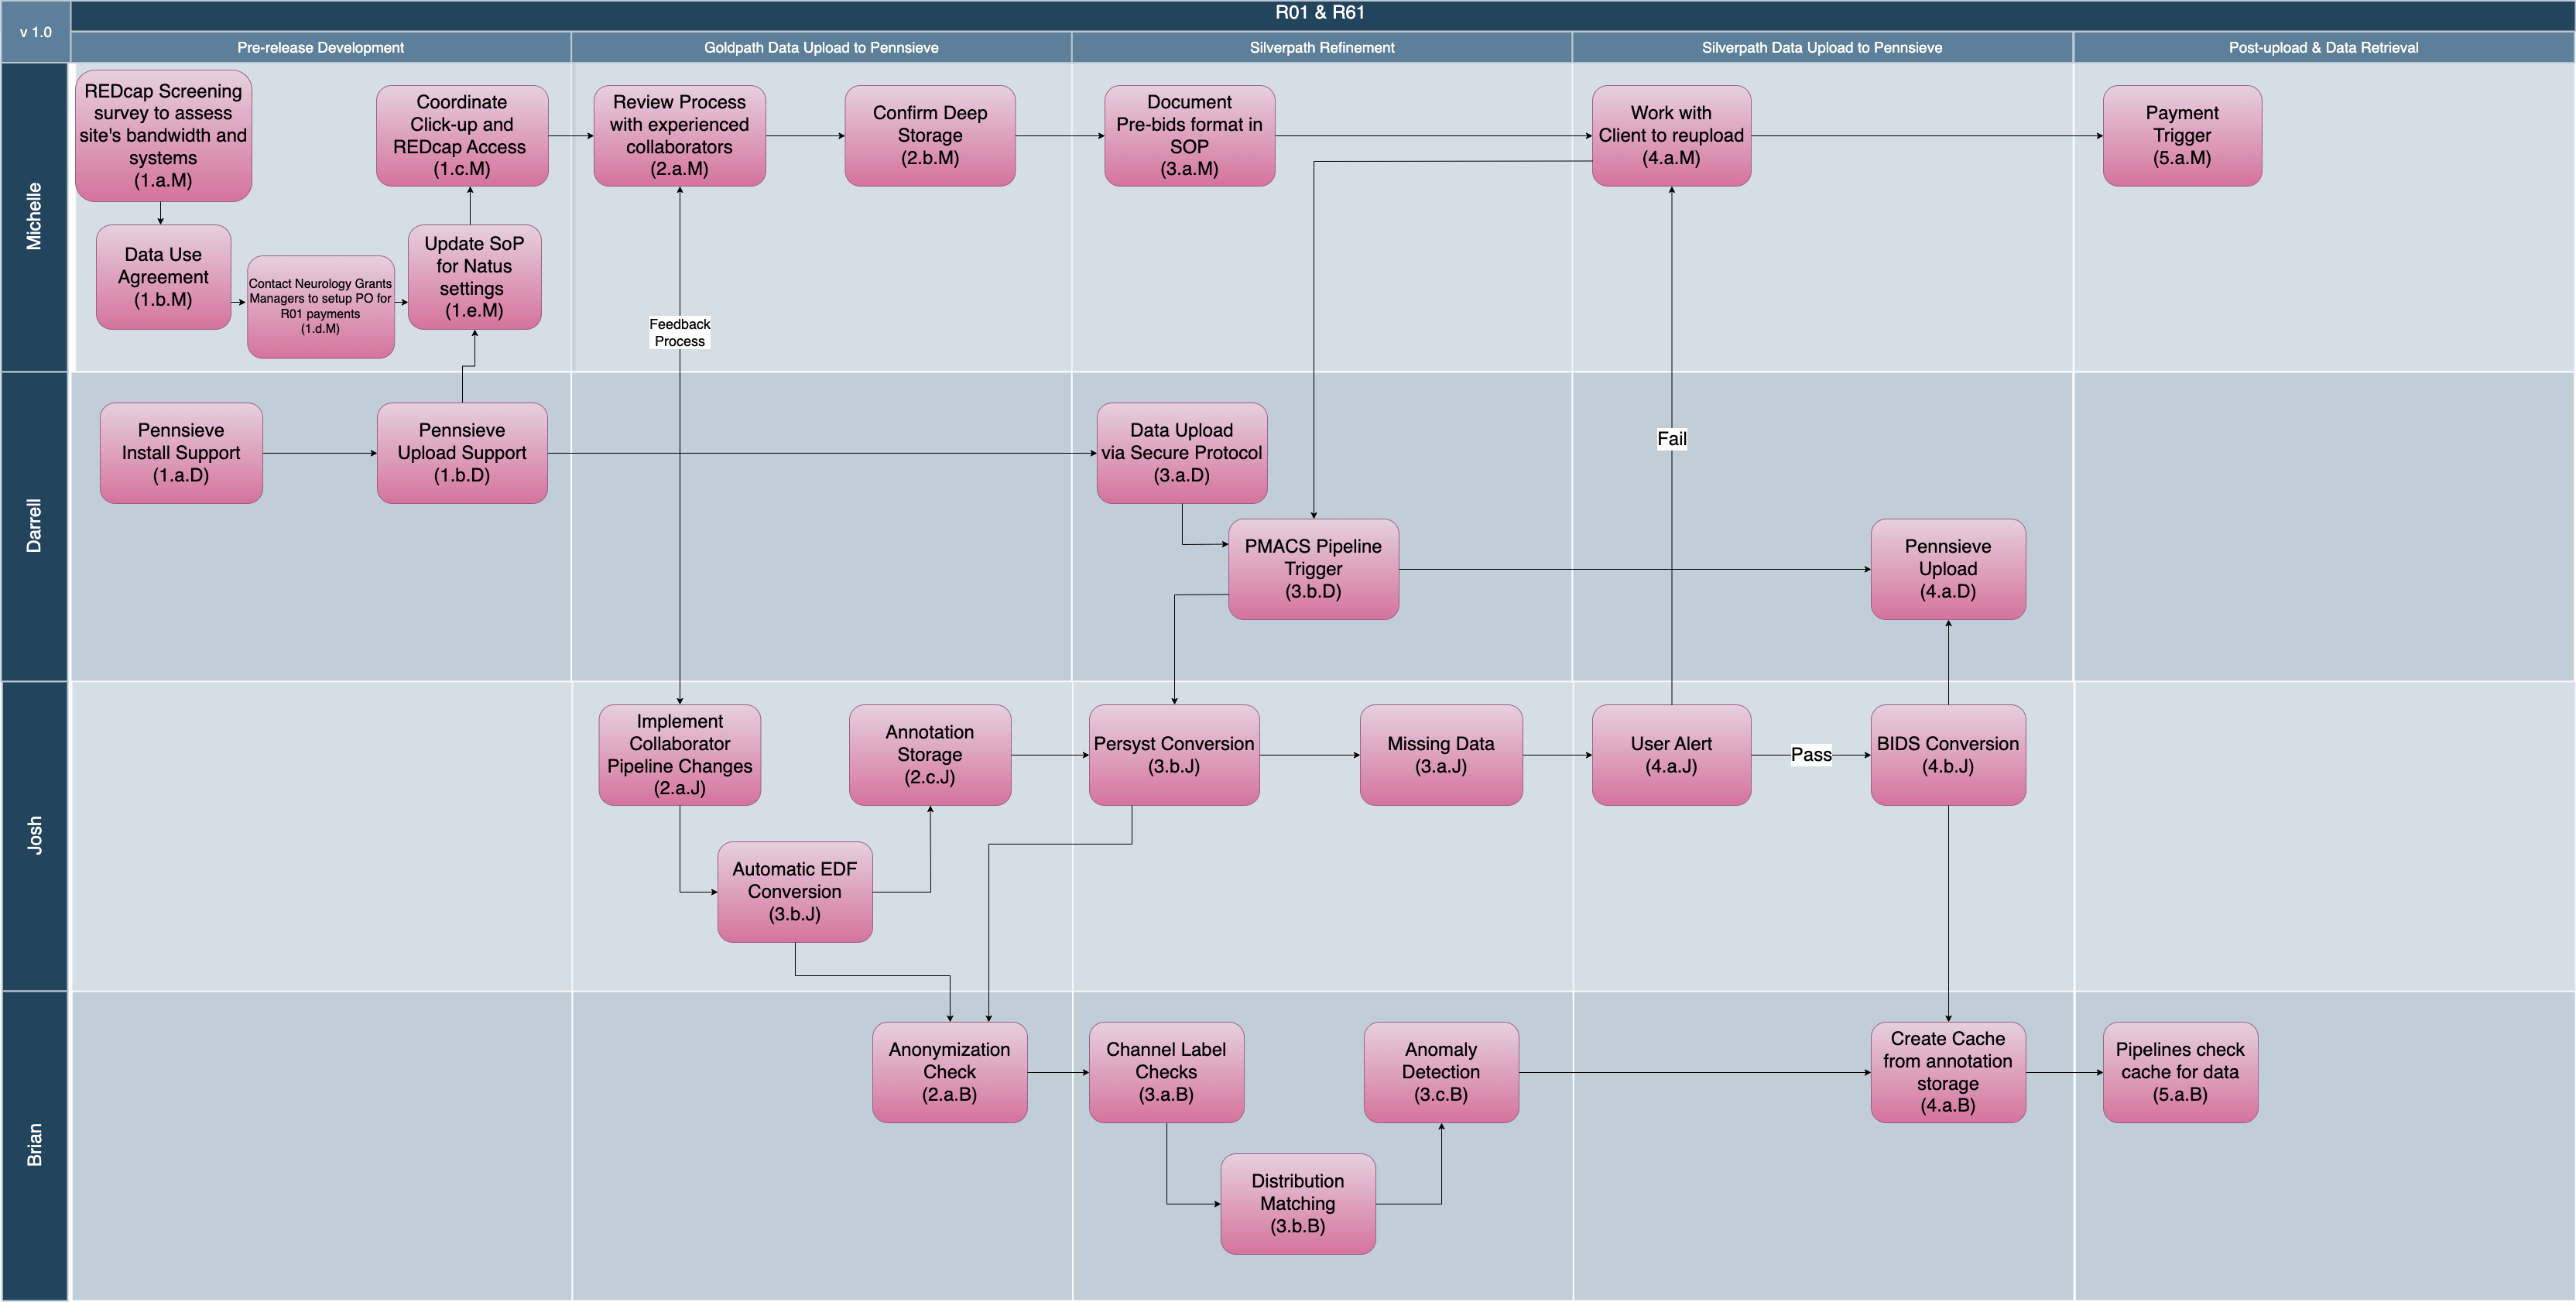 R01 & R61
v 1.0
Pre-release Development
Goldpath Data Upload to Pennsieve
Silverpath Refinement
Silverpath Data Upload to Pennsieve
Post-upload & Data Retrieval
Michelle
REDcap Screening
survey to assess
site's bandwidth and
systems
(1.a.M)
Coordinate
Click-up and
REDcap Access
(1.c.M)
Review Process
with experienced
collaborators
(2.a.M)
Confirm Deep
Storage
(2.b.M)
Document
Pre-bids format in
SOP
(3.a.M)
Work with
Client to reupload
(4.a.M)
Payment
Trigger
(5.a.M)
Data Use
Agreement
(1.b.M)
Contact Neurology Grants
Managers to setup PO for
R01 payments
(1.d.M)
Update SoP
for Natus
settings
(1.e.M)
Feedback
Process
Darrell
Pennsieve
Install Support
(1.a.D)
Pennsieve
Upload Support
(1.b.D)
Data Upload
via Secure Protocol
(3.a.D)
Fail
PMACS Pipeline
Trigger
(3.b.D)
Pennsieve
Upload
(4.a.D)
Josh
Implement
Collaborator
Pipeline Changes
(2.a.J)
Annotation
Storage
(2.c.J)
Persyst Conversion
(3.b.J)
Missing Data
(3.a.J)
User Alert
(4.a.J)
Pass
BIDS Conversion
(4.b.J)
Automatic EDF
Conversion
(3.b.J)
Brian
Anonymization
Check
(2.a.B)
Channel Label
Checks
(3.a.B)
Anomaly
Detection
(3.c.B)
Create Cache
from annotation
storage
(4.a.B)
Pipelines check
cache for data
(5.a.B)
Distribution
Matching
(3.b.B)